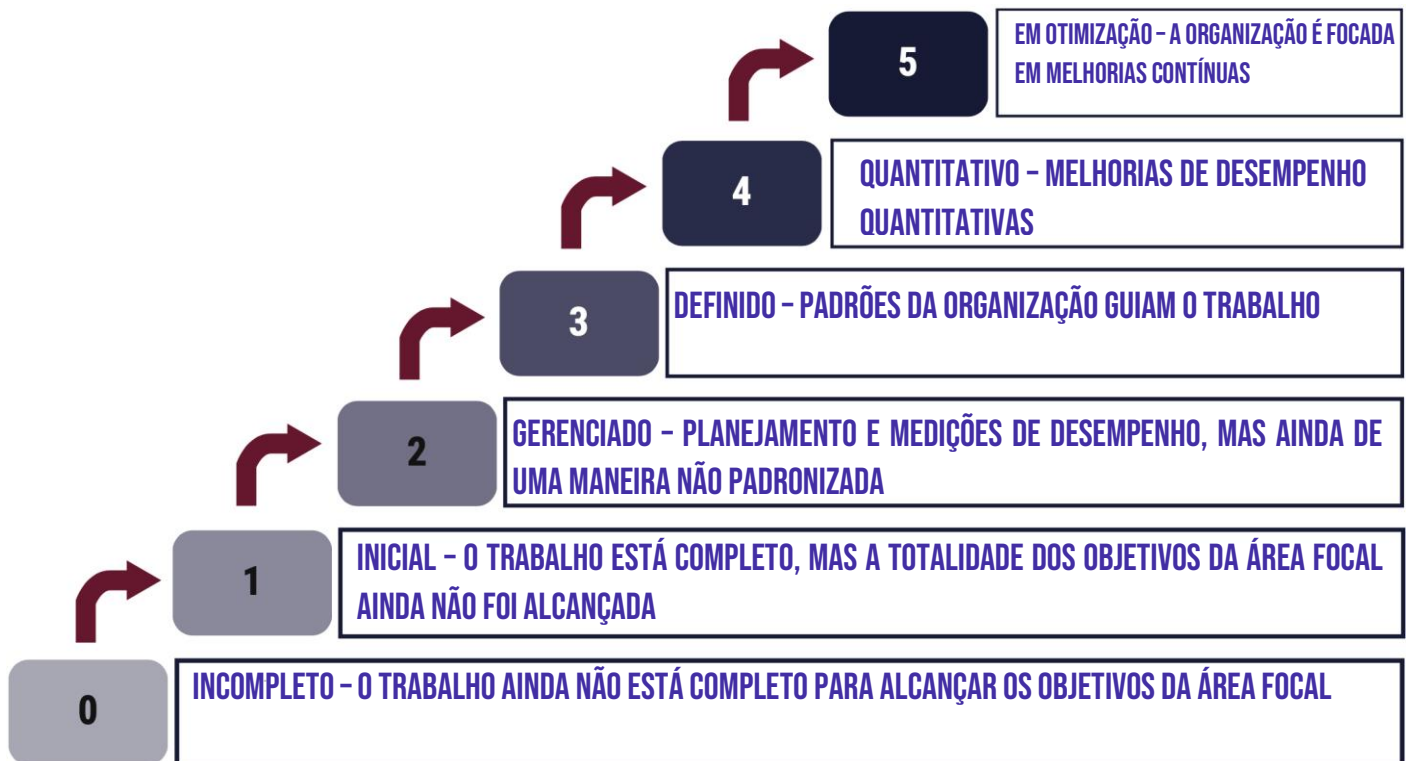 5
EM OTIMIZAÇÃO – A ORGANIZAÇÃO É FOCADA
EM MELHORIAS CONTÍNUAS
4
QUANTITATIVO – MELHORIAS DE DESEMPENHO
QUANTITATIVAS
3
DEFINIDO – PADRÕES DA ORGANIZAÇÃO GUIAM O TRABALHO
2
GERENCIADO – PLANEJAMENTO E MEDIÇÕES DE DESEMPENHO, MAS AINDA DE
UMA MANEIRA NÃO PADRONIZADA
1
INICIAL – O TRABALHO ESTÁ COMPLETO, MAS A TOTALIDADE DOS OBJETIVOS DA ÁREA FOCAL
AINDA NÃO FOI ALCANÇADA
0
INCOMPLETO – O TRABALHO AINDA NÃO ESTÁ COMPLETO PARA ALCANÇAR OS OBJETIVOS DA ÁREA FOCAL